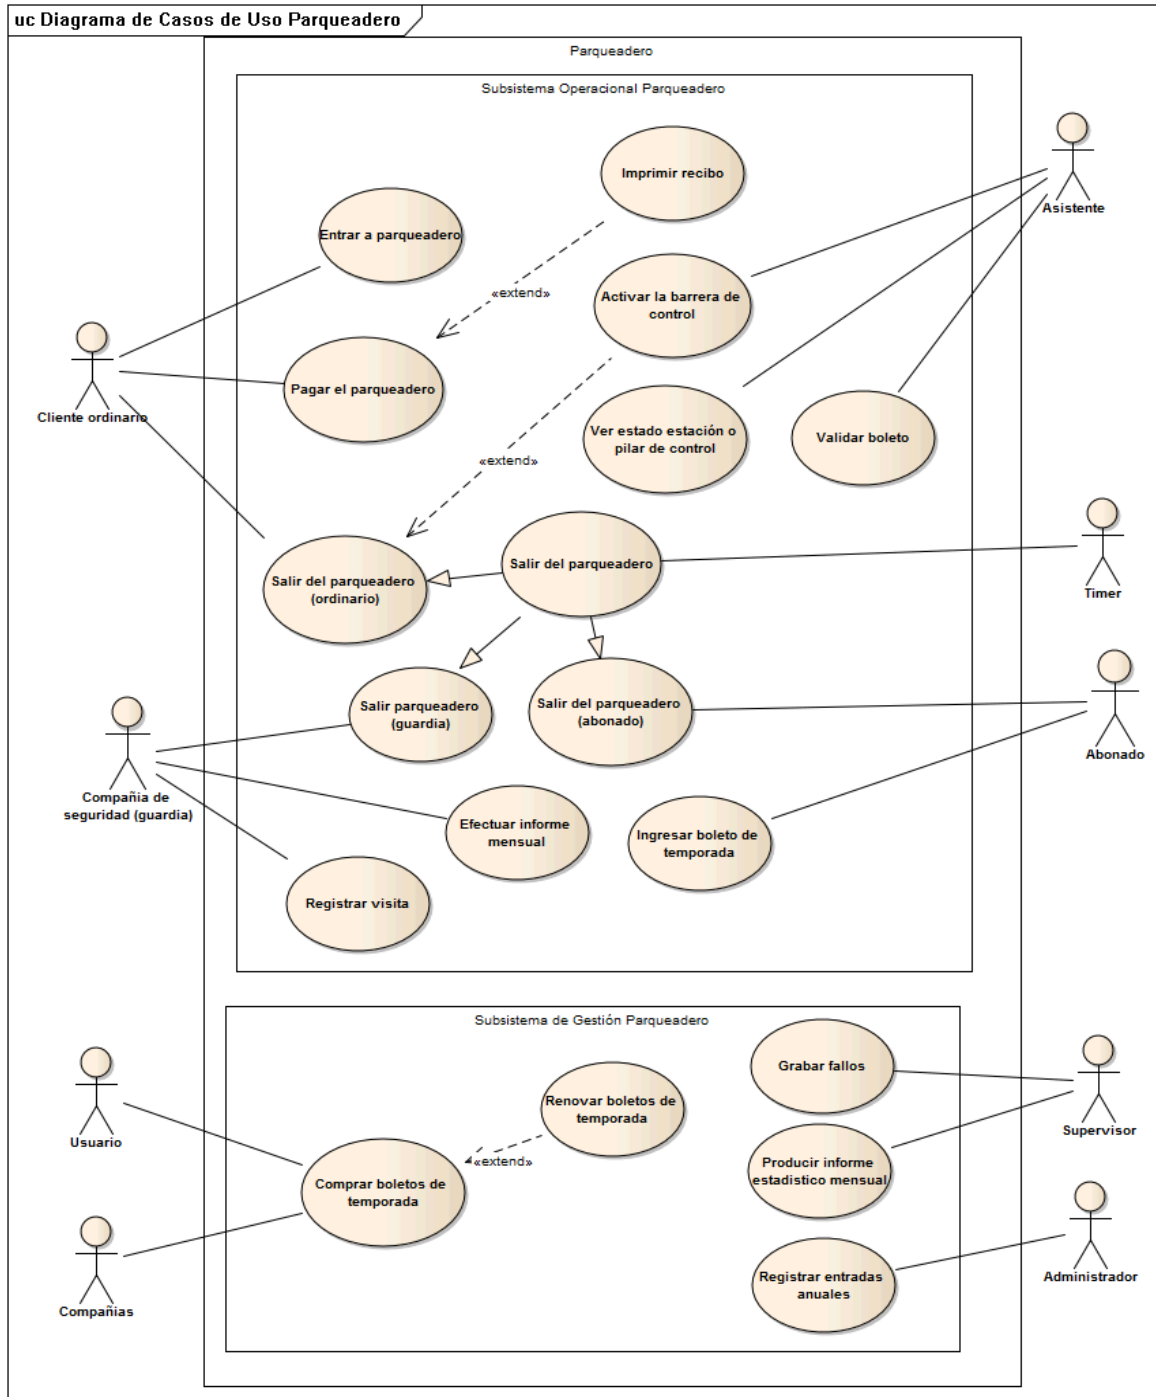 uc Diagrama de Casos de Uso Parqueadero
Parqueadero
Subsistema Operacional Parqueadero
Imprimir recibo
Asistente
Entrar a parqueadero
«extend»
Activar la barrera de
control
Pagar el parqueadero
Cliente ordinario
Ver estado estación o
pilar de control
Validar boleto
«extend»
Salir del parqueadero
Salir del parqueadero
(ordinario)
Timer
Salir parqueadero
(guardia)
Salir del parqueadero
(abonado)
Abonado
Compañia de
seguridad (guardia)
Efectuar informe
mensual
Ingresar boleto de
temporada
Registrar visita
Subsistema de Gestión Parqueadero
Grabar fallos
Renovar boletos de
temporada
Usuario
Supervisor
«extend»
Producir informe
estadistico mensual
Comprar boletos de
temporada
Registrar entradas
anuales
Administrador
Compañias